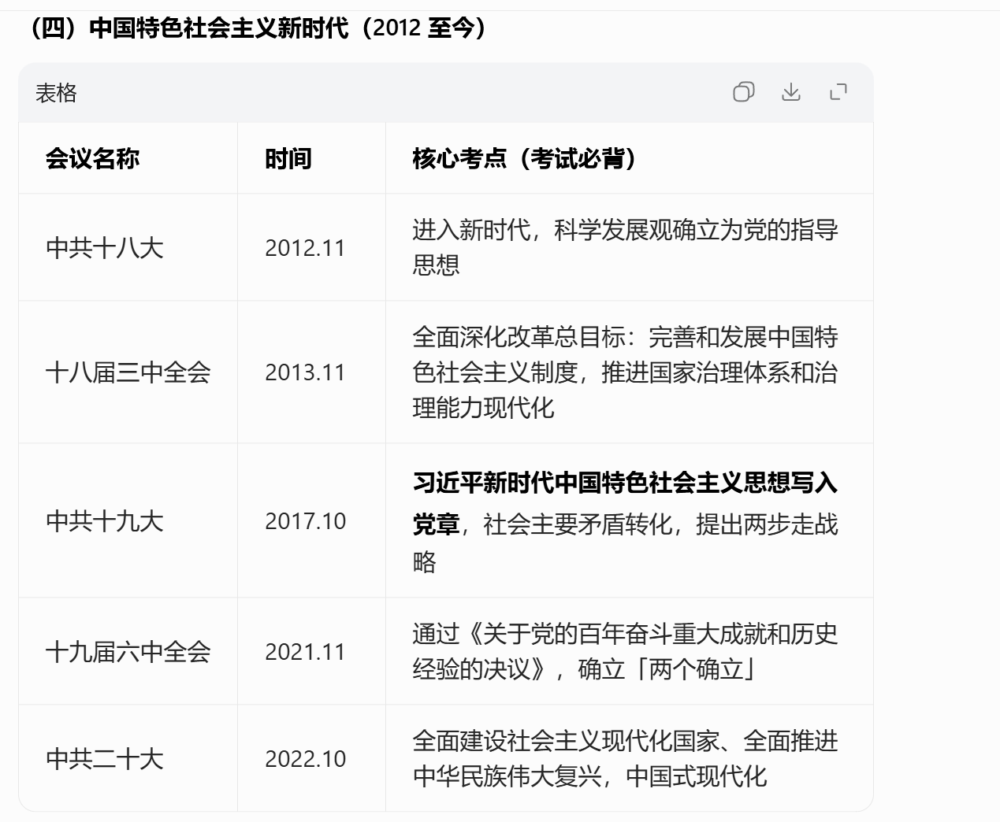 （四）中国特色社会主义新时代（2012 至今）
表格
会议名称
时间
核心考点（考试必背）
中共十八大
2012.11
进入新时代，科学发展观确立为党的指导
思想
十八届三中全会
2013.11
全面深化改革总目标：完善和发展中国特
色社会主义制度，推进国家治理体系和治
理能力现代化
中共十九大
2017.10
习近平新时代中国特色社会主义思想写入
党章，社会主要矛盾转化，提出两步走战
略
十九届六中全会
2021.11
通过《关于党的百年奋斗重大成就和历史
经验的决议》，确立「两个确立」
中共二十大
2022.10
全面建设社会主义现代化国家、全面推进
中华民族伟大复兴，中国式现代化